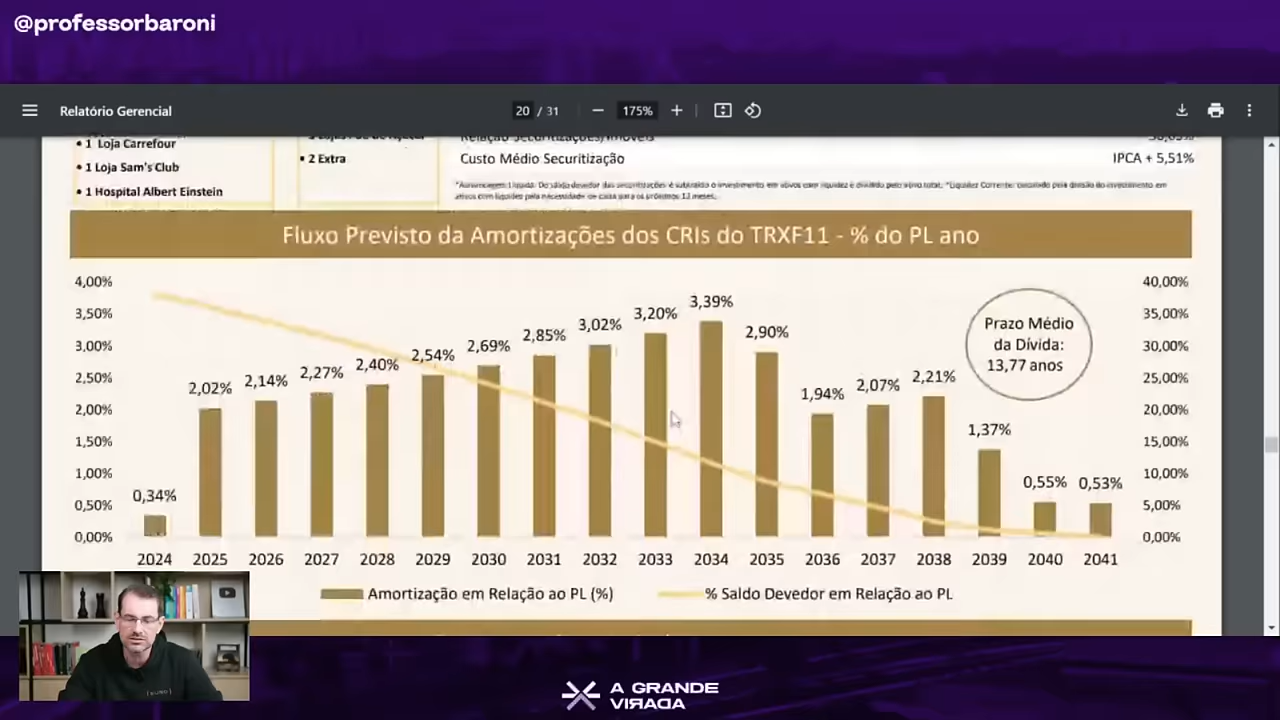 @professorbaroni
Relatório Gerencial
20 / 31
175%
• 1 Loja Carrefour
• 1 Loja Sam's Club
• 1 Hospital Albert Einstein
• 2 Extra
Custo Médio Securitização
IPCA + 5,51%
Fluxo Previsto da Amortizações dos CRIs do TRXF11 - % do PL ano
4,00%
3,50%
3,00%
2,50%
2,00%
1,50%
1,00%
0,50%
0,00%
0,34%
2,02%
2,14%
2,27%
2,40%
2,54%
2,69%
2,85%
3,02%
3,20%
3,39%
2,90%
1,94%
2,07%
2,21%
1,37%
0,55%
0,53%
Prazo Médio
da Dívida:
13,77 anos
40,00%
35,00%
30,00%
25,00%
20,00%
15,00%
10,00%
5,00%
0,00%
2024 2025 2026 2027 2028 2029 2030 2031 2032 2033 2034 2035 2036 2037 2038 2039 2040 2041
Amortização em Relação ao PL (%)
% Saldo Devedor em Relação ao PL
A GRANDE
VIRADA